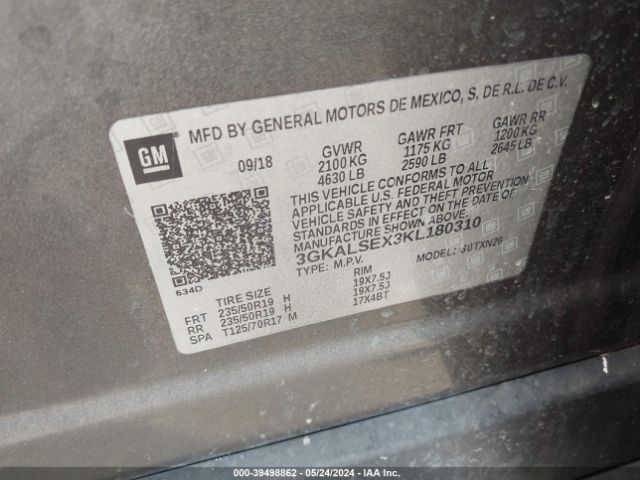 GM
MFD BY GENERAL MOTORS DE MEXICO, S. DE R.L. DE C.V.
09/18
GVWR
2100 KG
4630 LB
GAWR FRT
1175 KG
2590 LB
GAWR RR
1200 KG
2645 LB
THIS VEHICLE CONFORMS TO ALL
APPLICABLE U.S. FEDERAL MOTOR
VEHICLE SAFETY AND THEFT PREVENTION
STANDARDS IN EFFECT ON THE DATE OF
MANUFACTURE SHOWN ABOVE.
3GKALSEX3KL180310
TYPE: M.P.V.
MODEL: 30TXN26
634D
TIRE SIZE
RIM
FRT 235/50R19 H 19X7.5J
RR 235/50R19 H 19X7.5J
SPA T125/70R17 M 17X4BT
000-39498862 - 05/24/2024 - IAA Inc.